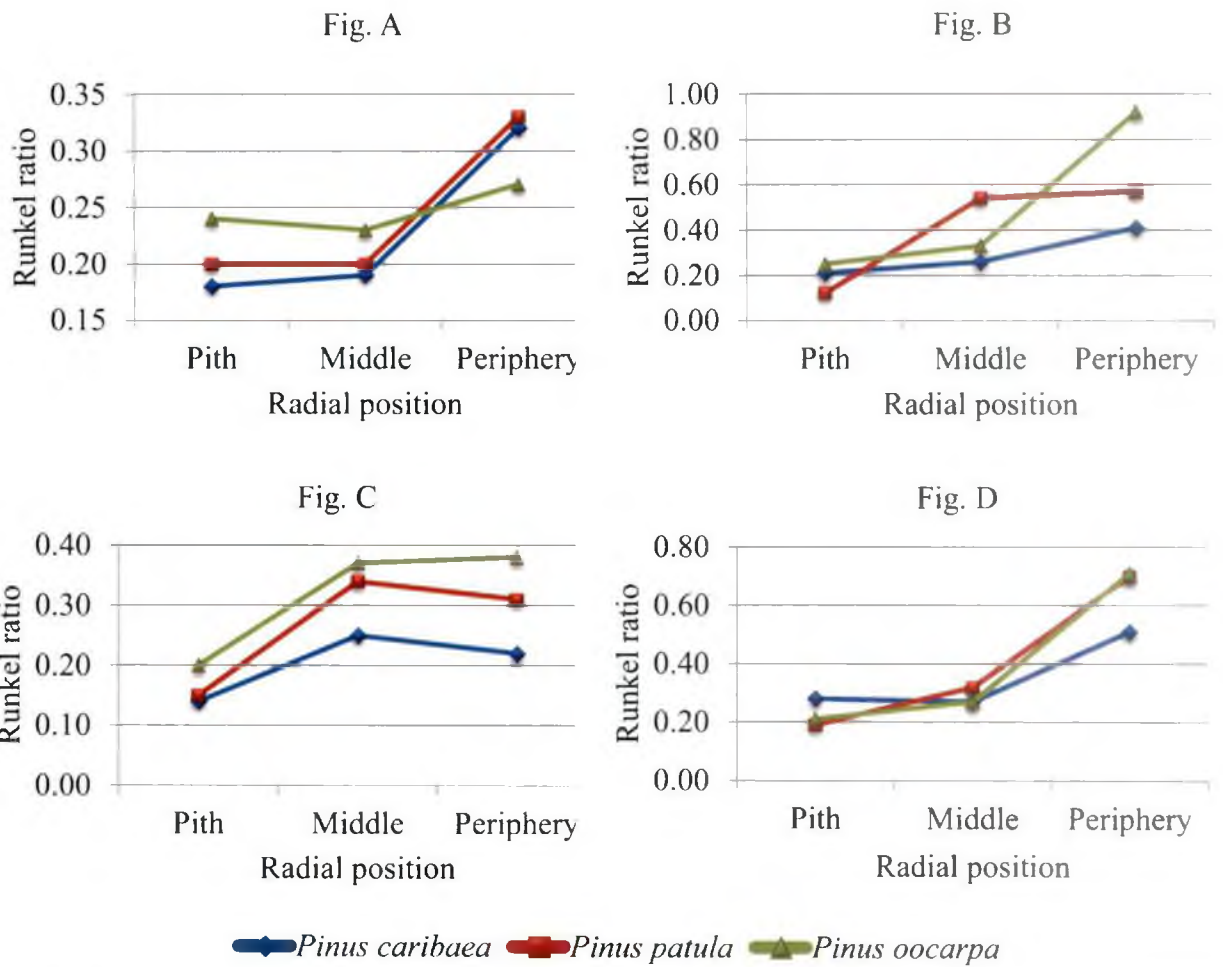 Fig. A
0.35
0.30
0.25
0.20
0.15
Runkel ratio
Pith Middle Periphery
Radial position
Fig. B
1.00
0.80
0.60
0.40
0.20
0.00
Runkel ratio
Pith Middle Periphery
Radial position
Fig. C
0.40
0.30
0.20
0.10
0.00
Runkel ratio
Pith Middle Periphery
Radial position
Fig. D
0.80
0.60
0.40
0.20
0.00
Runkel ratio
Pith Middle Periphery
Radial position
Pinus caribaea Pinus patula Pinus oocarpa